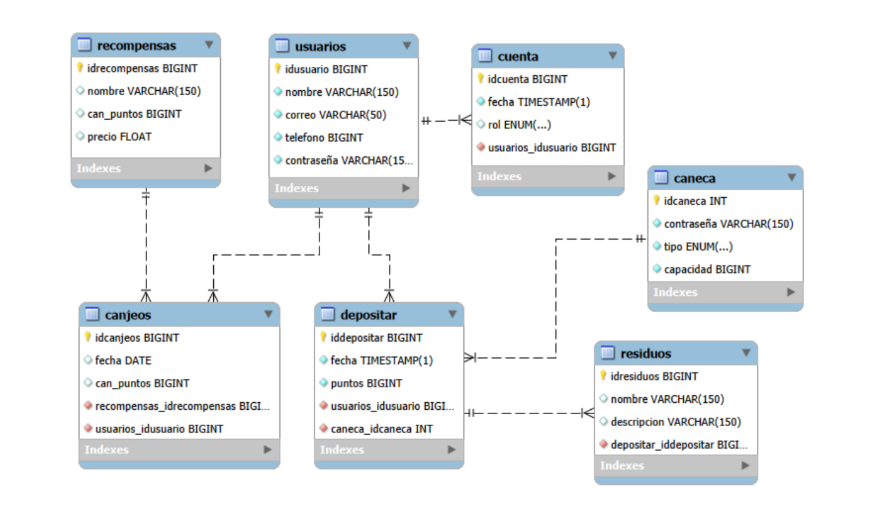 recompensas
idrecompensas BIGINT
nombre VARCHAR(150)
can_puntos BIGINT
precio FLOAT
Indexes
usuarios
idusuario BIGINT
nombre VARCHAR(150)
correo VARCHAR(50)
telefono BIGINT
contraseña VARCHAR(15...
Indexes
cuenta
idcuenta BIGINT
fecha TIMESTAMP(1)
rol ENUM(...)
usuarios_idusuario BIGINT
Indexes
caneca
idcaneca INT
contraseña VARCHAR(150)
tipo ENUM(...)
capacidad BIGINT
Indexes
canjeos
idcanjeos BIGINT
fecha DATE
can_puntos BIGINT
recompensas_idrecompensas BIGI...
usuarios_idusuario BIGINT
Indexes
depositar
iddepositar BIGINT
fecha TIMESTAMP(1)
puntos BIGINT
usuarios_idusuario BIGI...
caneca_idcaneca INT
Indexes
residuos
idresiduos BIGINT
nombre VARCHAR(150)
descripcion VARCHAR(150)
depositar_iddepositar BIGI...
Indexes